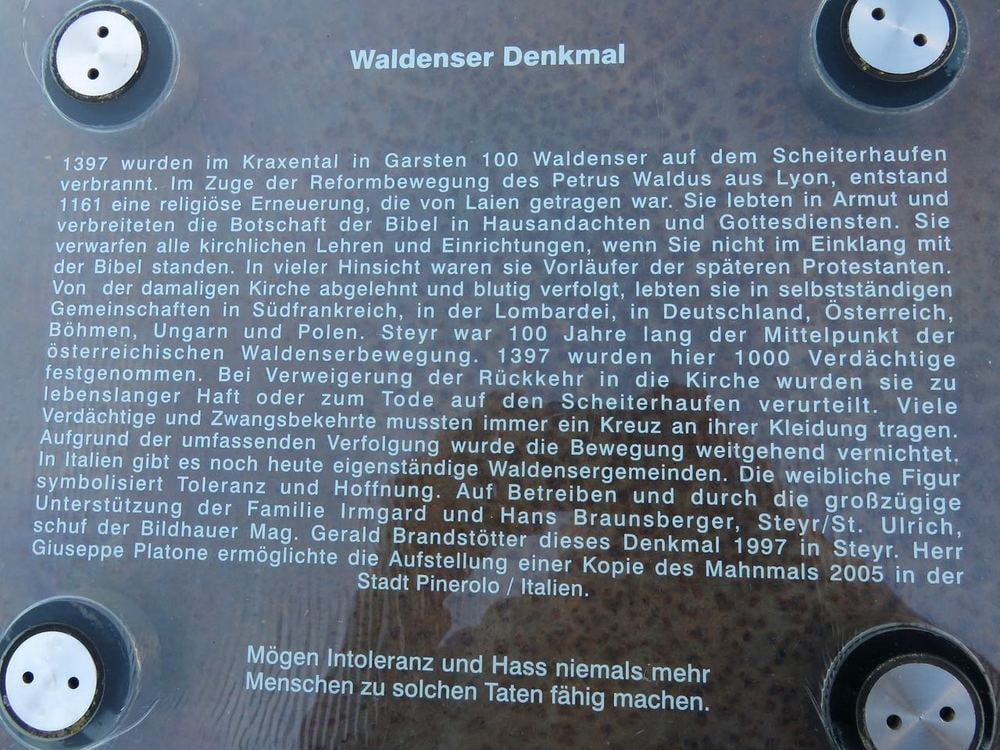 Waldenser Denkmal
1397 wurden im Kraxental in Garsten 100 Waldenser auf dem Scheiterhaufen
verbrannt. Im Zuge der Reformbewegung des Petrus Waldus aus Lyon, entstand
1161 eine religiöse Erneuerung, die von Laien getragen war. Sie lebten in Armut und
verbreiteten die Botschaft der Bibel in Hausandachten und Gottesdiensten. Sie
verwarfen alle kirchlichen Lehren und Einrichtungen, wenn Sie nicht im Einklang mit
der Bibel standen. In vieler Hinsicht waren sie Vorläufer der späteren Protestanten.
Von der damaligen Kirche abgelehnt und blutig verfolgt, lebten sie in selbstständigen
Gemeinschaften in Südfrankreich, in der Lombardei, in Deutschland, Österreich,
Böhmen, Ungarn und Polen. Steyr war 100 Jahre lang der Mittelpunkt der
österreichischen Waldenserbewegung. 1397 wurden hier 1000 Verdächtige
festgenommen. Bei Verweigerung der Rückkehr in die Kirche wurden sie zu
lebenslanger Haft oder zum Tode auf den Scheiterhaufen verurteilt. Viele
Verdächtige und Zwangsbekehrte mussten immer ein Kreuz an ihrer Kleidung tragen.
Aufgrund der umfassenden Verfolgung wurde die Bewegung weitgehend vernichtet.
In Italien gibt es noch heute eigenständige Waldensergemeinden. Die weibliche Figur
symbolisiert Toleranz und Hoffnung. Auf Betreiben und durch die großzügige
Unterstützung der Familie Irmgard und Hans Braunsberger, Steyr/St. Ulrich,
schuf der Bildhauer Mag. Gerald Brandstötter dieses Denkmal 1997 in Steyr. Herr
Giuseppe Platone ermöglichte die Aufstellung einer Kopie des Mahnmals 2005 in der
Stadt Pinerolo / Italien.
Mögen Intoleranz und Hass niemals mehr
Menschen zu solchen Taten fähig machen.